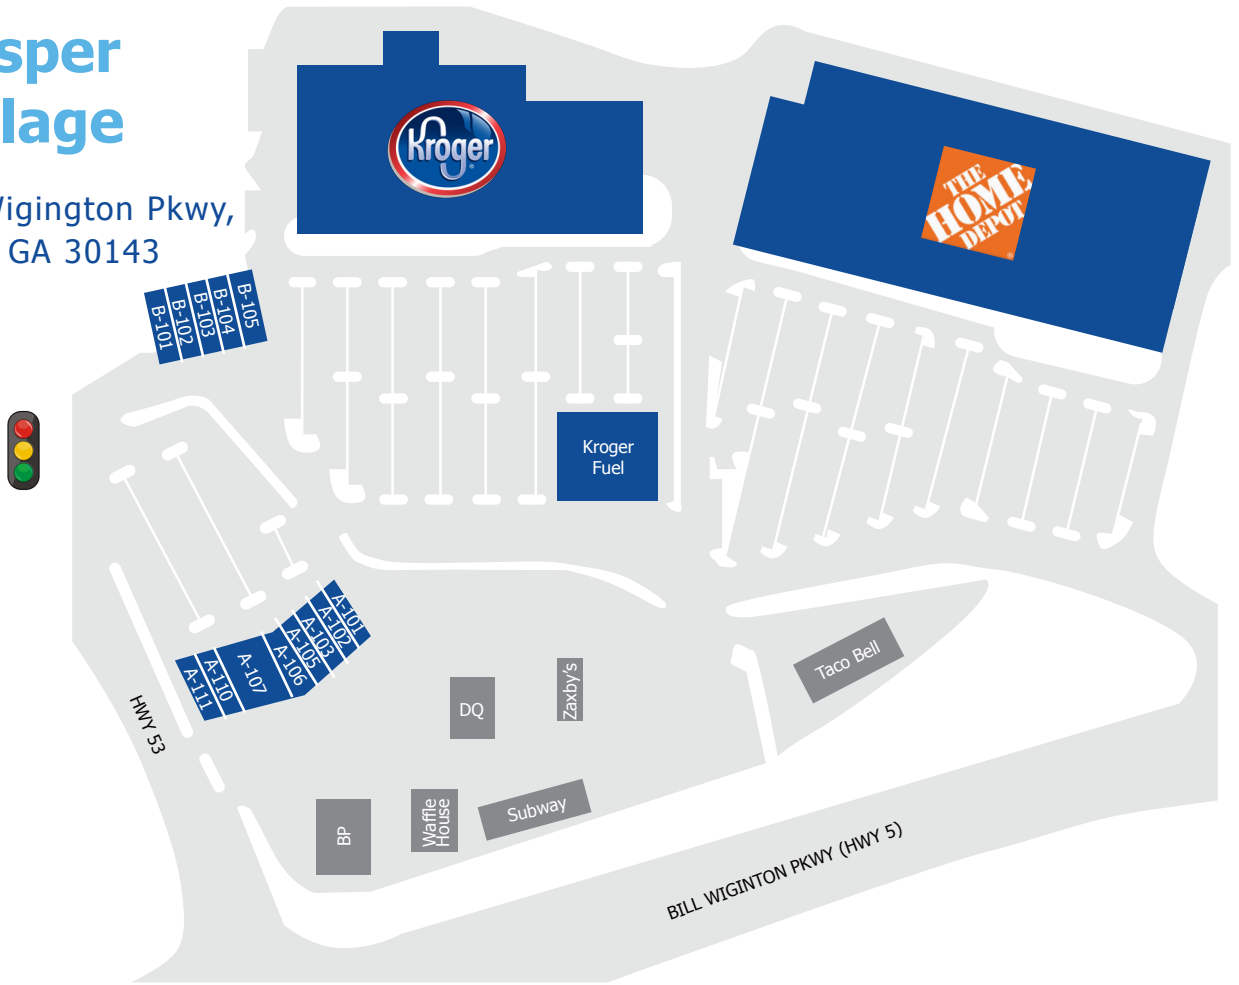 sper
lage
Wigington Pkwy,
GA 30143
Kroger
THE
HOME
DEPOT
B-101
B-102
B-103
B-104
B-105
Kroger
Fuel
A-101
A-102
A-103
A-105
A-106
A-107
A-110
A-111
HWY 53
DQ
Zaxby's
Taco Bell
BP
Waffle
House
Subway
BILL WIGINTON PKWY (HWY 5)